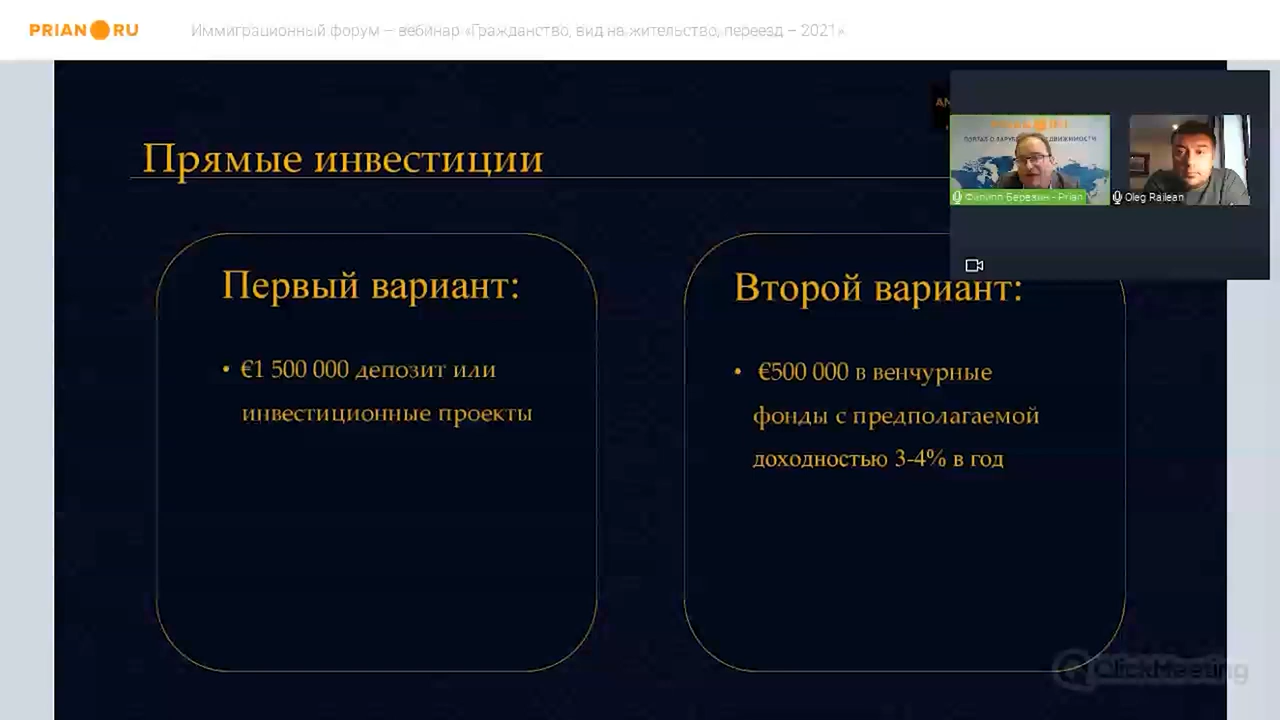 PRIAN RU
Иммиграционный форум – вебинар «Гражданство, вид на жительство, переезд – 2021»
Прямые инвестиции
Первый вариант:
• €1 500 000 депозит или
инвестиционные проекты
Второй вариант:
• €500 000 в венчурные
фонды с предполагаемой
доходностью 3-4% в год
Филипп Березин - Prian
Oleg Railean
ClickMeeting